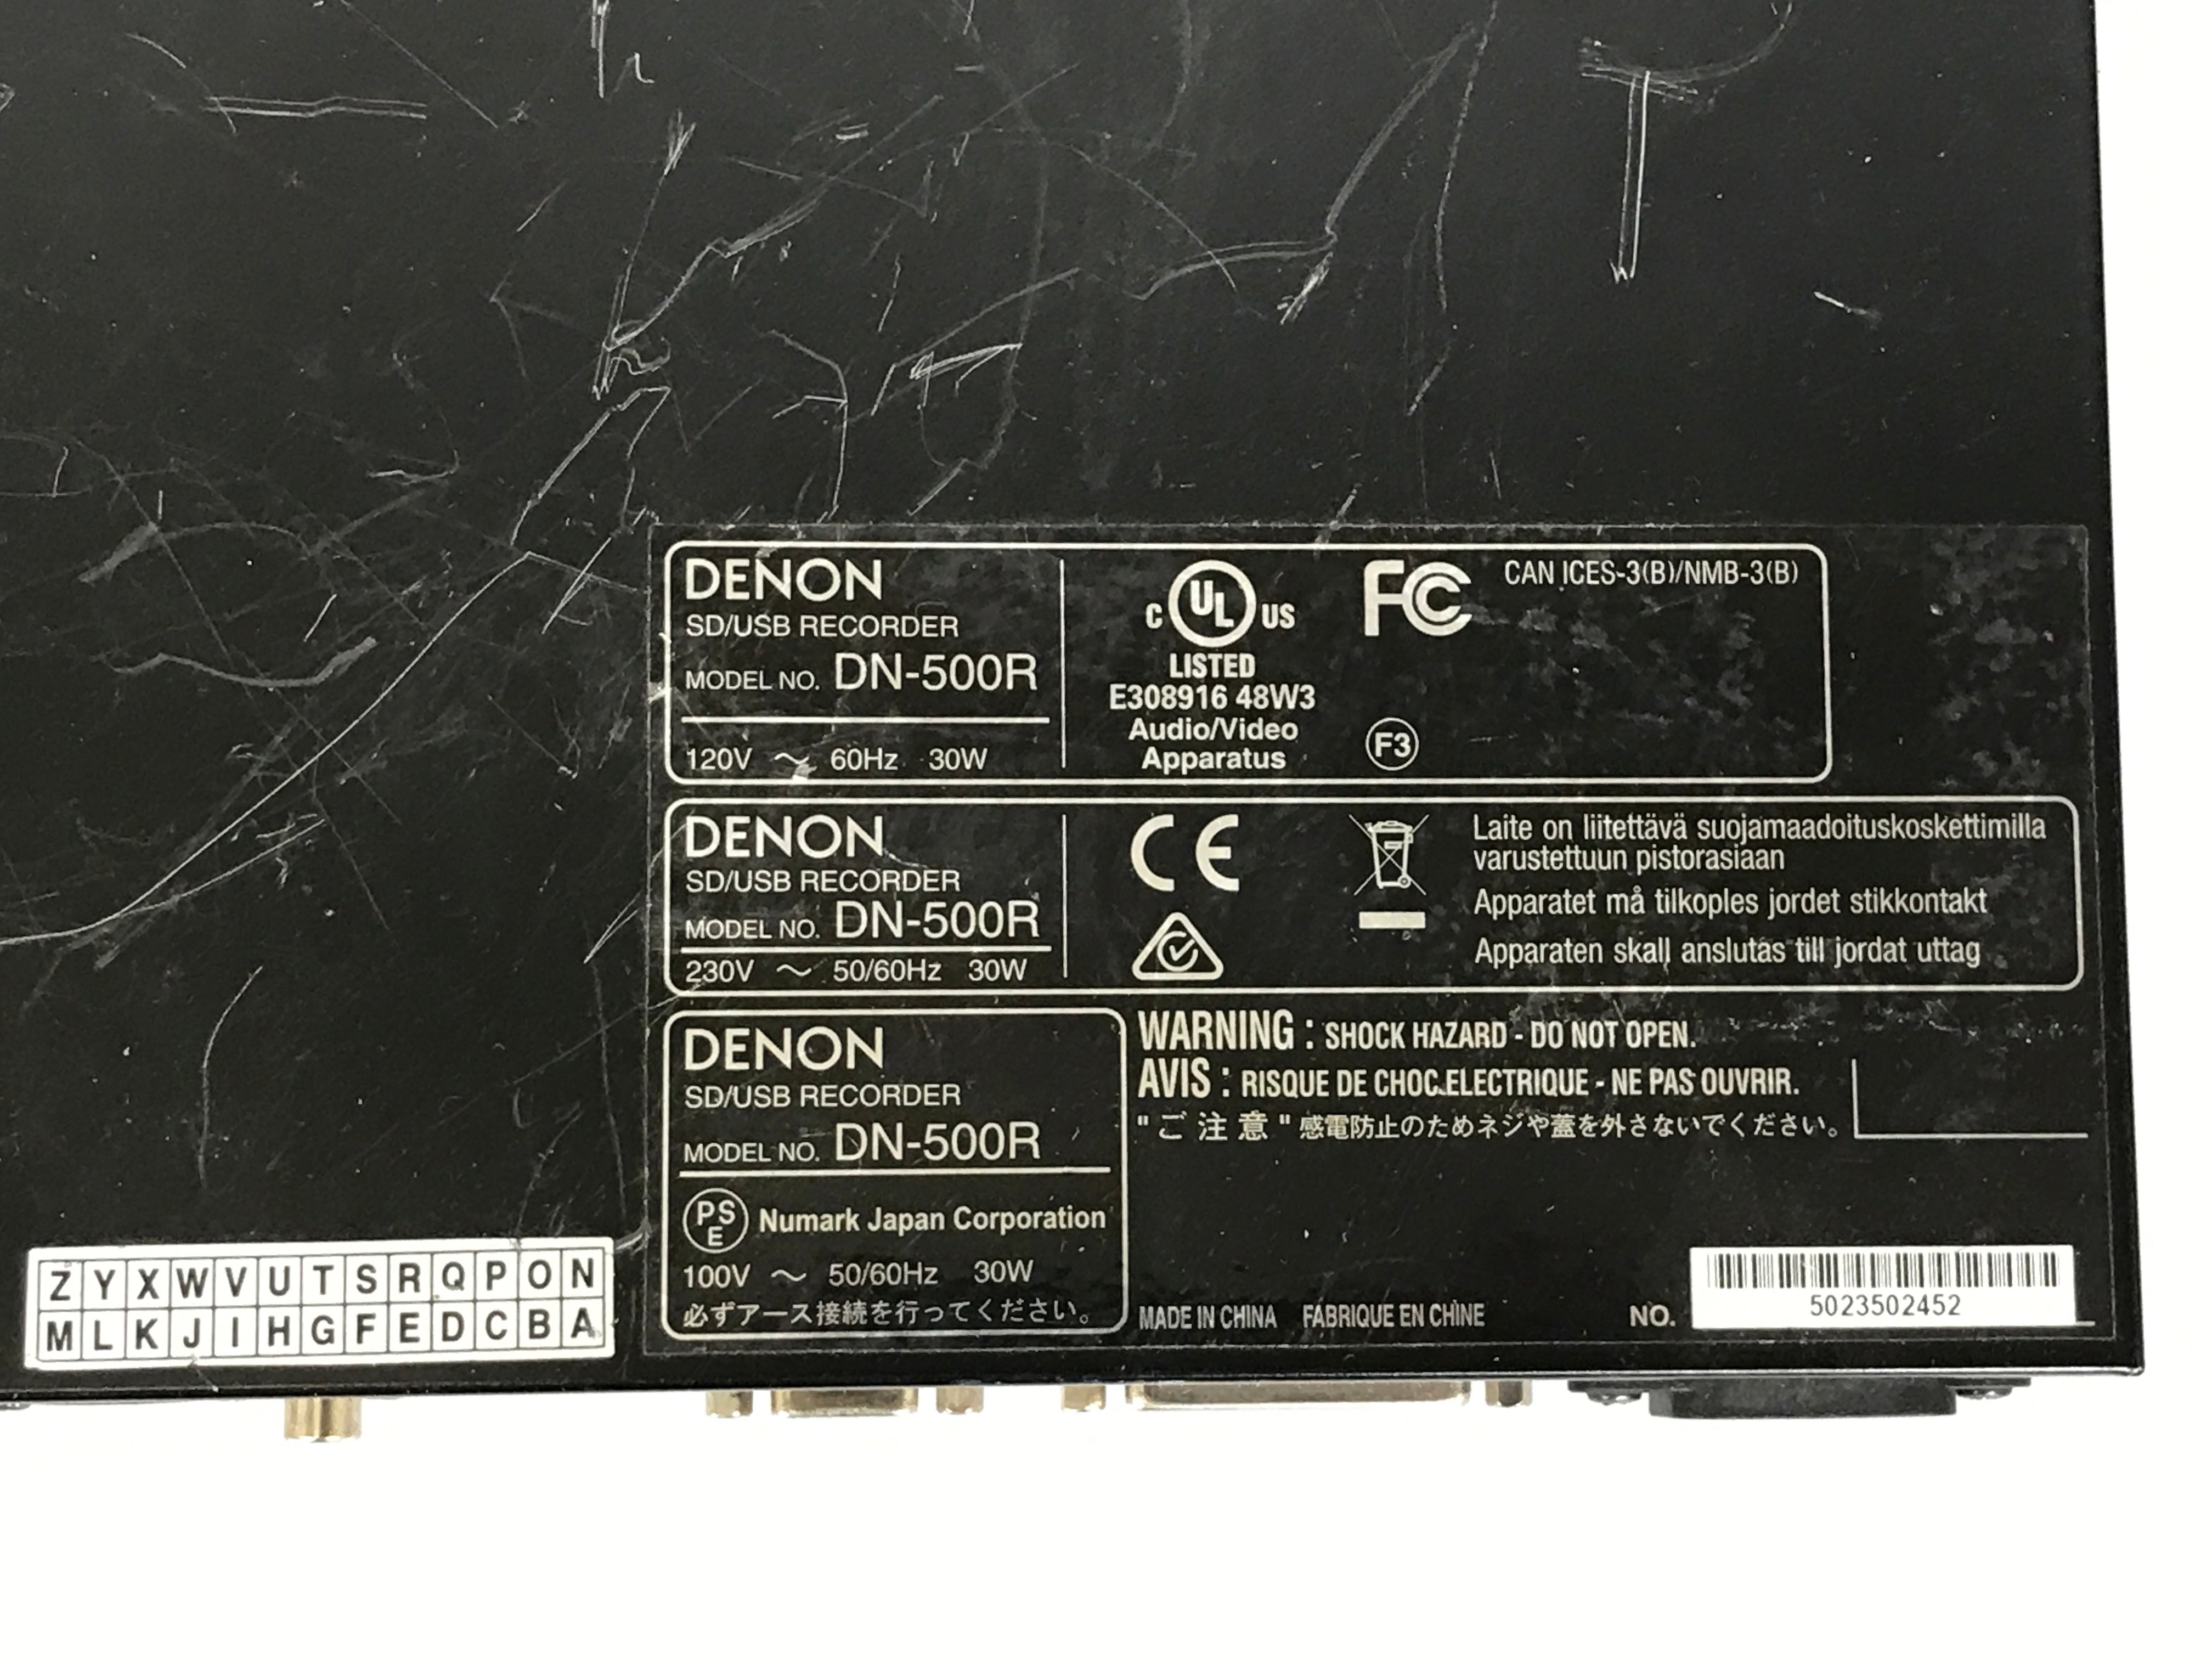 DENON
SD/USB RECORDER
MODEL NO. DN-500R
120V ～ 60Hz 30W
C UL US
LISTED
E308916 48W3
Audio/Video
Apparatus
FC
CAN ICES-3(B)/NMB-3(B)
F3
DENON
SD/USB RECORDER
MODEL NO. DN-500R
230V ～ 50/60Hz 30W
CE
Laite on liitettävä suojamaadoituskoskettimilla
varustettuun pistorasiaan
Apparatet må tilkoples jordet stikkontakt
Apparaten skall anslutas till jordat uttag
DENON
SD/USB RECORDER
MODEL NO. DN-500R
PS
E
Numark Japan Corporation
100V ～ 50/60Hz 30W
必ずアース接続を行ってください。
WARNING : SHOCK HAZARD - DO NOT OPEN.
AVIS : RISQUE DE CHOC ELECTRIQUE - NE PAS OUVRIR.
"ご注意"感電防止のためネジや蓋を外さないでください。
MADE IN CHINA FABRIQUE EN CHINE
NO.
5023502452
Z Y X W V U T S R Q P O N
M L K J I H G F E D C B A